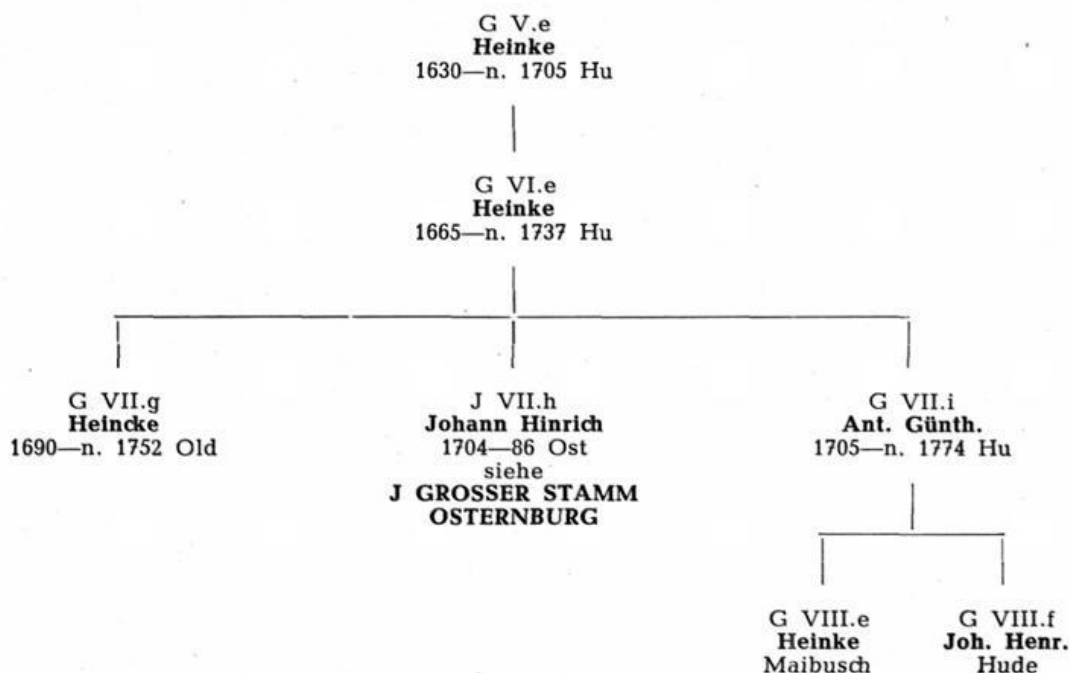 G V.e
Heinke
1630—n. 1705 Hu
G VI.e
Heinke
1665—n. 1737 Hu
G VII.g
Heincke
1690—n. 1752 Old
J VII.h
Johann Hinrich
1704—86 Ost
siehe
J GROSSER STAMM
OSTERNBURG
G VII.i
Ant. Günth.
1705—n. 1774 Hu
G VIII.e
Heinke
Maibusch
G VIII.f
Joh. Henr.
Hude